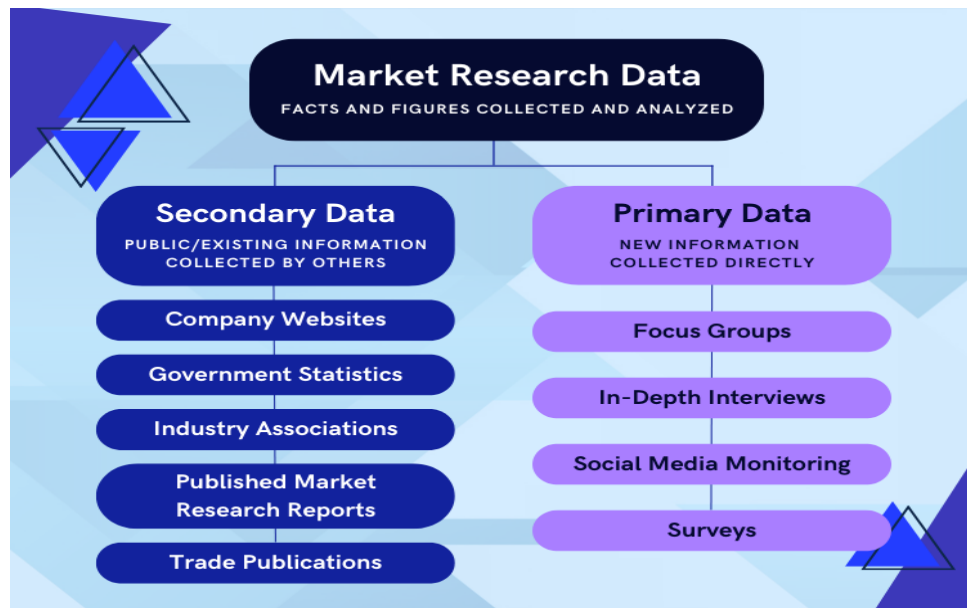 Market Research Data
FACTS AND FIGURES COLLECTED AND ANALYZED
Secondary Data
PUBLIC/EXISTING INFORMATION
COLLECTED BY OTHERS
Company Websites
Government Statistics
Industry Associations
Published Market
Research Reports
Trade Publications
Primary Data
NEW INFORMATION
COLLECTED DIRECTLY
Focus Groups
In-Depth Interviews
Social Media Monitoring
Surveys